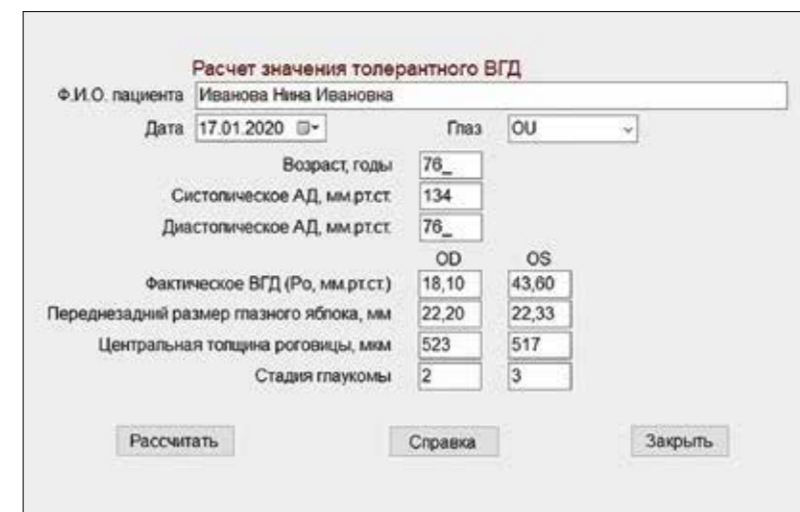 Расчет значения толерантного ВГД
Ф.И.О. пациента Иванова Нина Ивановна
Дата 17.01.2020 Глаз OU
Возраст, годы 76_
Систолическое АД, мм.рт.ст. 134
Диастолическое АД, мм.рт.ст. 76_
OD OS
Фактическое ВГД (Ро, мм.рт.ст.) 18,10 43,60
Переднезадний размер глазного яблока, мм 22,20 22,33
Центральная толщина роговицы, мкм 523 517
Стадия глаукомы 2 3
Рассчитать Справка Закрыть